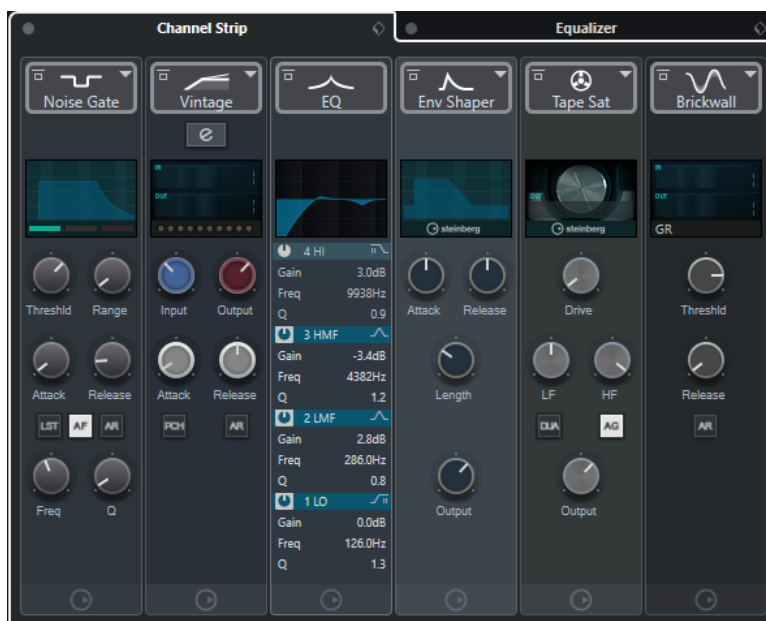 Channel Strip
Equalizer
Noise Gate
Vintage
EQ
Env Shaper
Tape Sat
Brickwall
e
IN
OUT
steinberg
OUT
steinberg
IN
OUT
GR
Threshld Range
Attack Release
LST AF AR
Freq Q
Input Output
Attack Release
PCH AR
4 HI
Gain 3.0dB
Freq 9938Hz
Q 0.9
3 HMF
Gain -3.4dB
Freq 4382Hz
Q 1.2
2 LMF
Gain 2.8dB
Freq 286.0Hz
Q 0.8
1 LO
Gain 0.0dB
Freq 126.0Hz
Q 1.3
Attack Release
Length
Output
Drive
LF HF
DUA AG
Output
Threshld
Release
AR